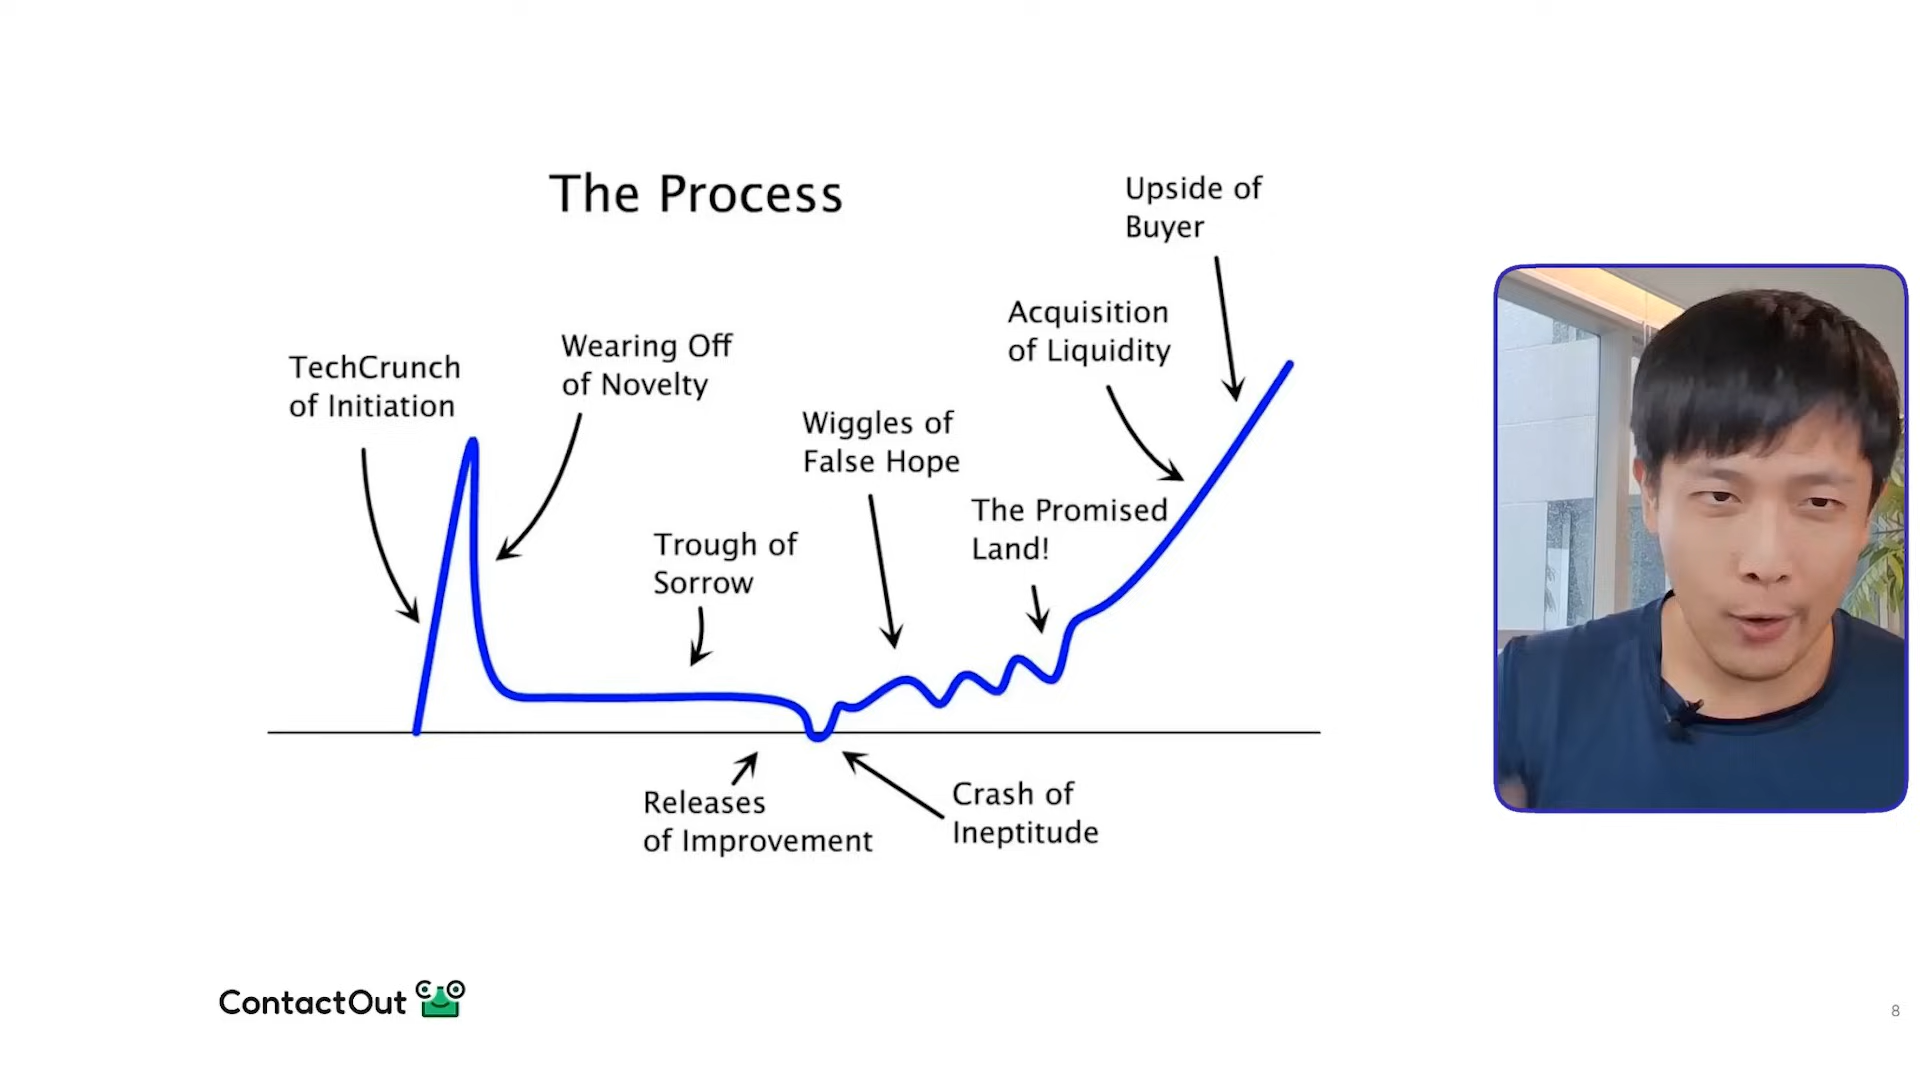 The Process
Upside of
Buyer
Acquisition
of Liquidity
Wearing Off
of Novelty
TechCrunch
of Initiation
Wiggles of
False Hope
The Promised
Land!
Trough of
Sorrow
Releases
of Improvement
Crash of
Ineptitude
ContactOut
8